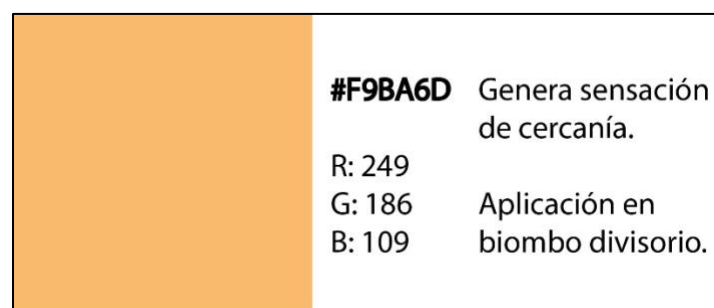 #F9BA6D
R: 249
G: 186
B: 109
Genera sensación
de cercanía.
Aplicación en
biombo divisorio.